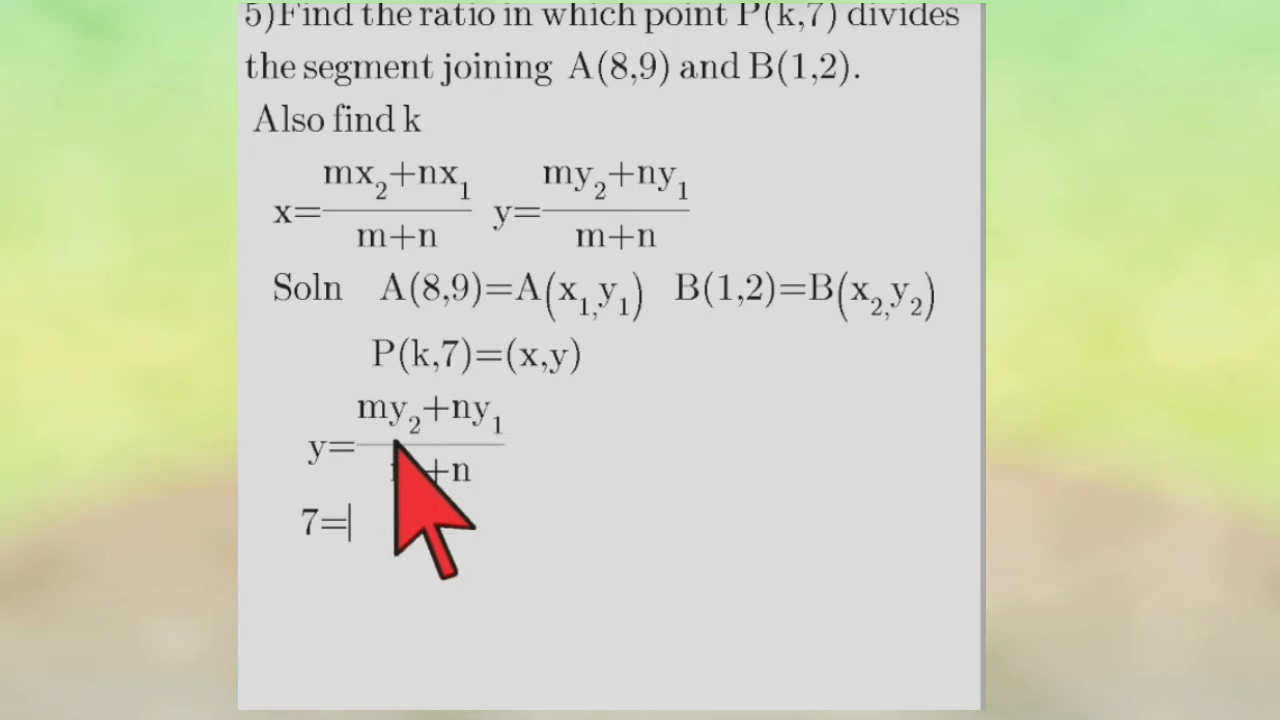 5)Find the ratio in which point P(k,7) divides
the segment joining A(8,9) and B(1,2).
Also find k
x=(mx₂+nx₁)/(m+n) y=(my₂+ny₁)/(m+n)
Soln A(8,9)=A(x₁,y₁) B(1,2)=B(x₂,y₂)
P(k,7)=(x,y)
y=(my₂+ny₁)/( +n)
7=